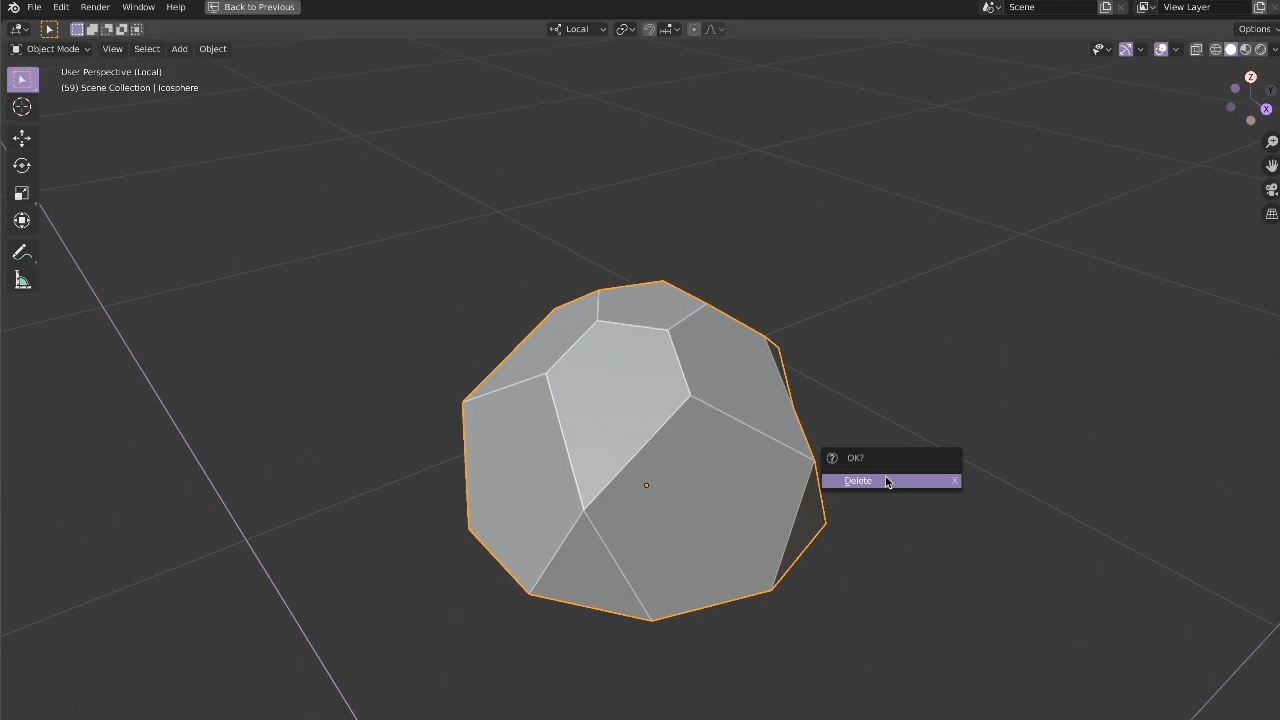 File Edit Render Window Help Back to Previous Scene View Layer
Local Options
Object Mode View Select Add Object
User Perspective (Local)
(59) Scene Collection | Icosphere
Z
Y
X
OK?
Delete X